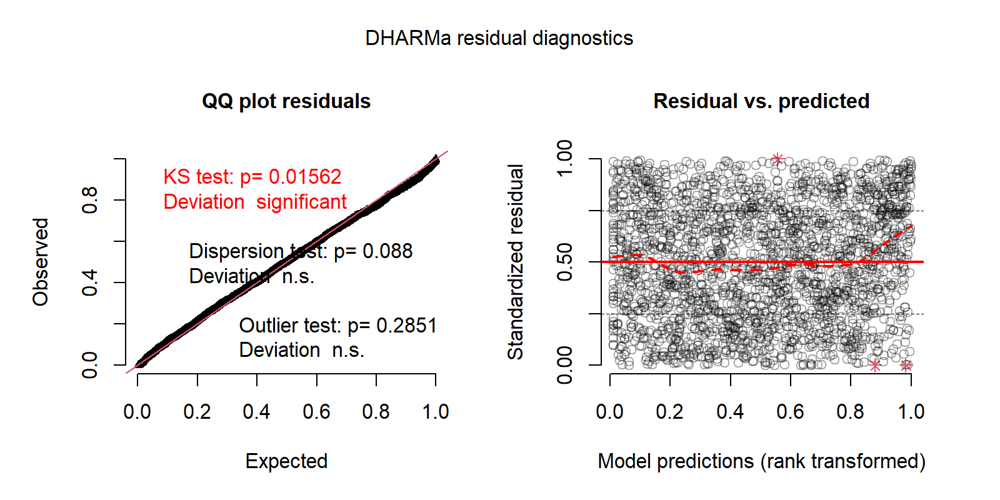 DHARMa residual diagnostics
QQ plot residuals
KS test: p= 0.01562
Deviation significant
Dispersion test: p= 0.088
Deviation n.s.
Outlier test: p= 0.2851
Deviation n.s.
Observed
0.0
0.4
0.8
0.0 0.2 0.4 0.6 0.8 1.0
Expected
Residual vs. predicted
Standardized residual
0.00
0.50
1.00
0.0 0.2 0.4 0.6 0.8 1.0
Model predictions (rank transformed)